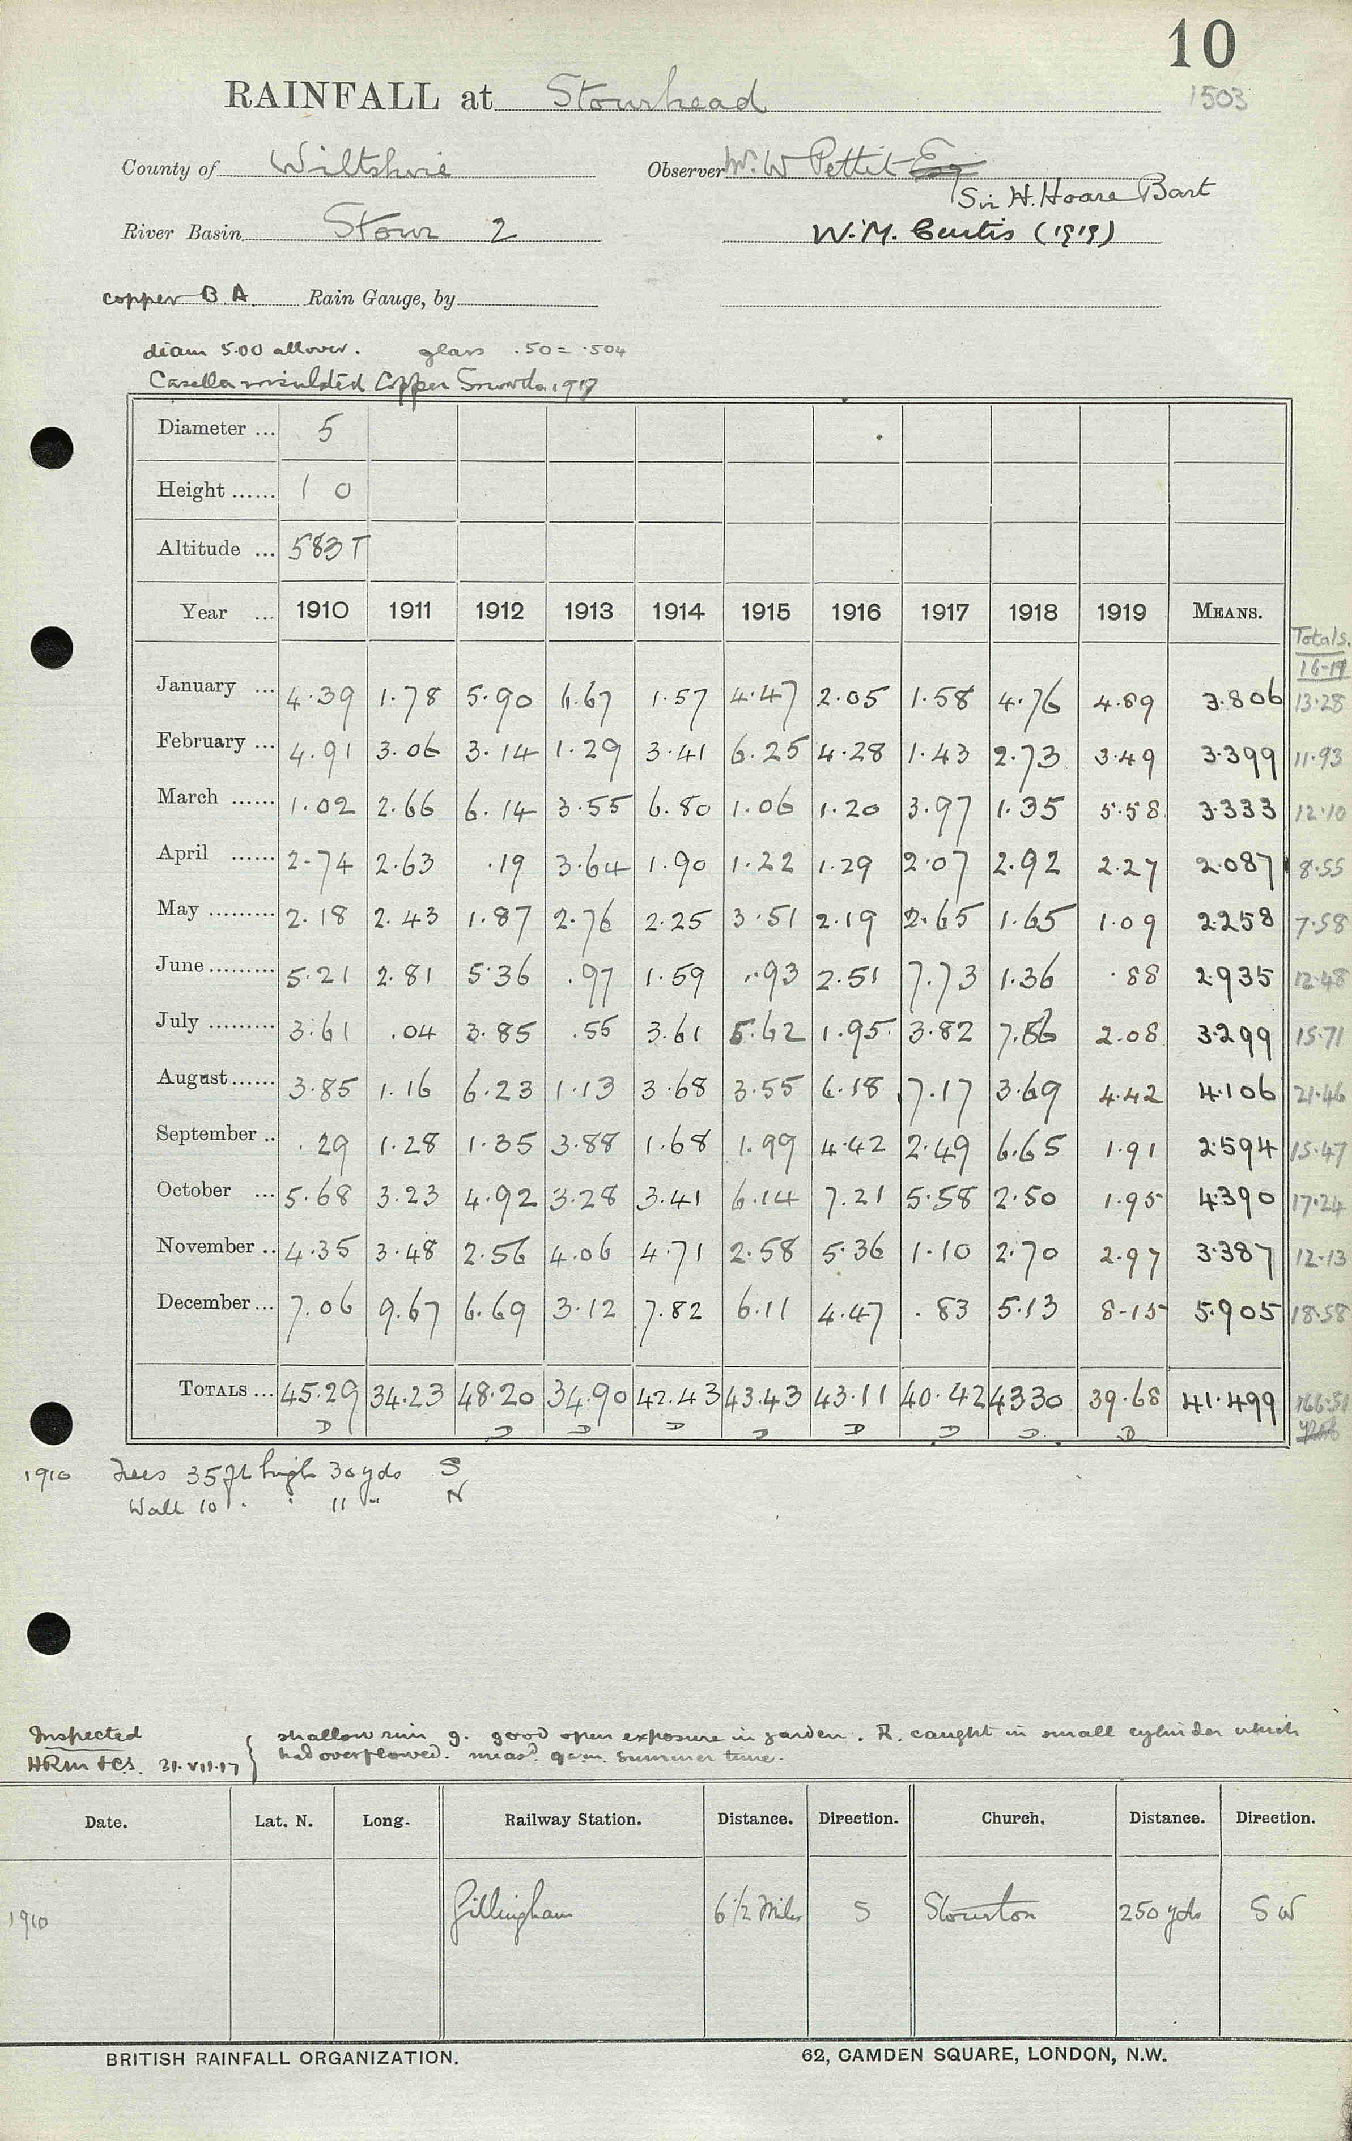 10
RAINFALL at Stourhead 1503
County of Wiltshire Observer W. W Pettit Esq
Sir H. Hoare Bart
River Basin Stour 2 W. M. Curtis (1919)
copper B. A. Rain Gauge, by
diam 5.00 all over. glass .50 = .504
Casella insulated Copper Snowdon 1917
Diameter ... 5
Height ...... 1 0
Altitude ... 583 T
Year ... 1910 1911 1912 1913 1914 1915 1916 1917 1918 1919 MEANS. Totals.
16-19
January ... 4.39 1.78 5.90 6.67 1.57 4.47 2.05 1.58 4.76 4.89 3.806 13.28
February ... 4.91 3.06 3.14 1.29 3.41 6.25 4.28 1.43 2.73 3.49 3.399 11.93
March ...... 1.02 2.66 6.14 3.55 6.80 1.06 1.20 3.97 1.35 5.58 3.333 12.10
April ...... 2.74 2.63 .19 3.64 1.90 1.22 1.29 2.07 2.92 2.27 2.087 8.55
May ......... 2.18 2.43 1.87 2.76 2.25 3.51 2.19 2.65 1.65 1.09 2.258 7.58
June ......... 5.21 2.81 5.36 .97 1.59 .93 2.51 7.73 1.36 .88 2.935 12.48
July ......... 3.61 .04 3.85 .55 3.61 5.62 1.95 3.82 7.86 2.08 3.299 15.71
August ...... 3.85 1.16 6.23 1.13 3.68 3.55 6.18 7.17 3.69 4.42 4.106 21.46
September .. .29 1.28 1.35 3.88 1.68 1.99 4.42 2.49 6.65 1.91 2.594 15.47
October ... 5.68 3.23 4.92 3.28 3.41 6.14 7.21 5.58 2.50 1.95 4.390 17.24
November .. 4.35 3.48 2.56 4.06 4.71 2.58 5.36 1.10 2.70 2.97 3.387 12.13
December ... 7.06 9.67 6.69 3.12 7.82 6.11 4.47 .83 5.13 8.15 5.905 18.58
TOTALS ... 45.29 34.23 48.20 34.90 42.43 43.43 43.11 40.42 43.30 39.68 41.499 166.51
D D D D D D D D D
1910 Trees 35 ft high 30 yds S
Wall 10 " " 11 " N
Inspected shallow rim g. good open exposure in garden. R. caught in small cylinder which
HRM + CS. 31.VII.17 had overflowed. meas.d 9 a.m. summer time.
Date. Lat. N. Long. Railway Station. Distance. Direction. Church. Distance. Direction.
1910 Gillingham 6 1/2 Miles S Stourton 250 yds S W
BRITISH RAINFALL ORGANIZATION. 62, CAMDEN SQUARE, LONDON, N.W.